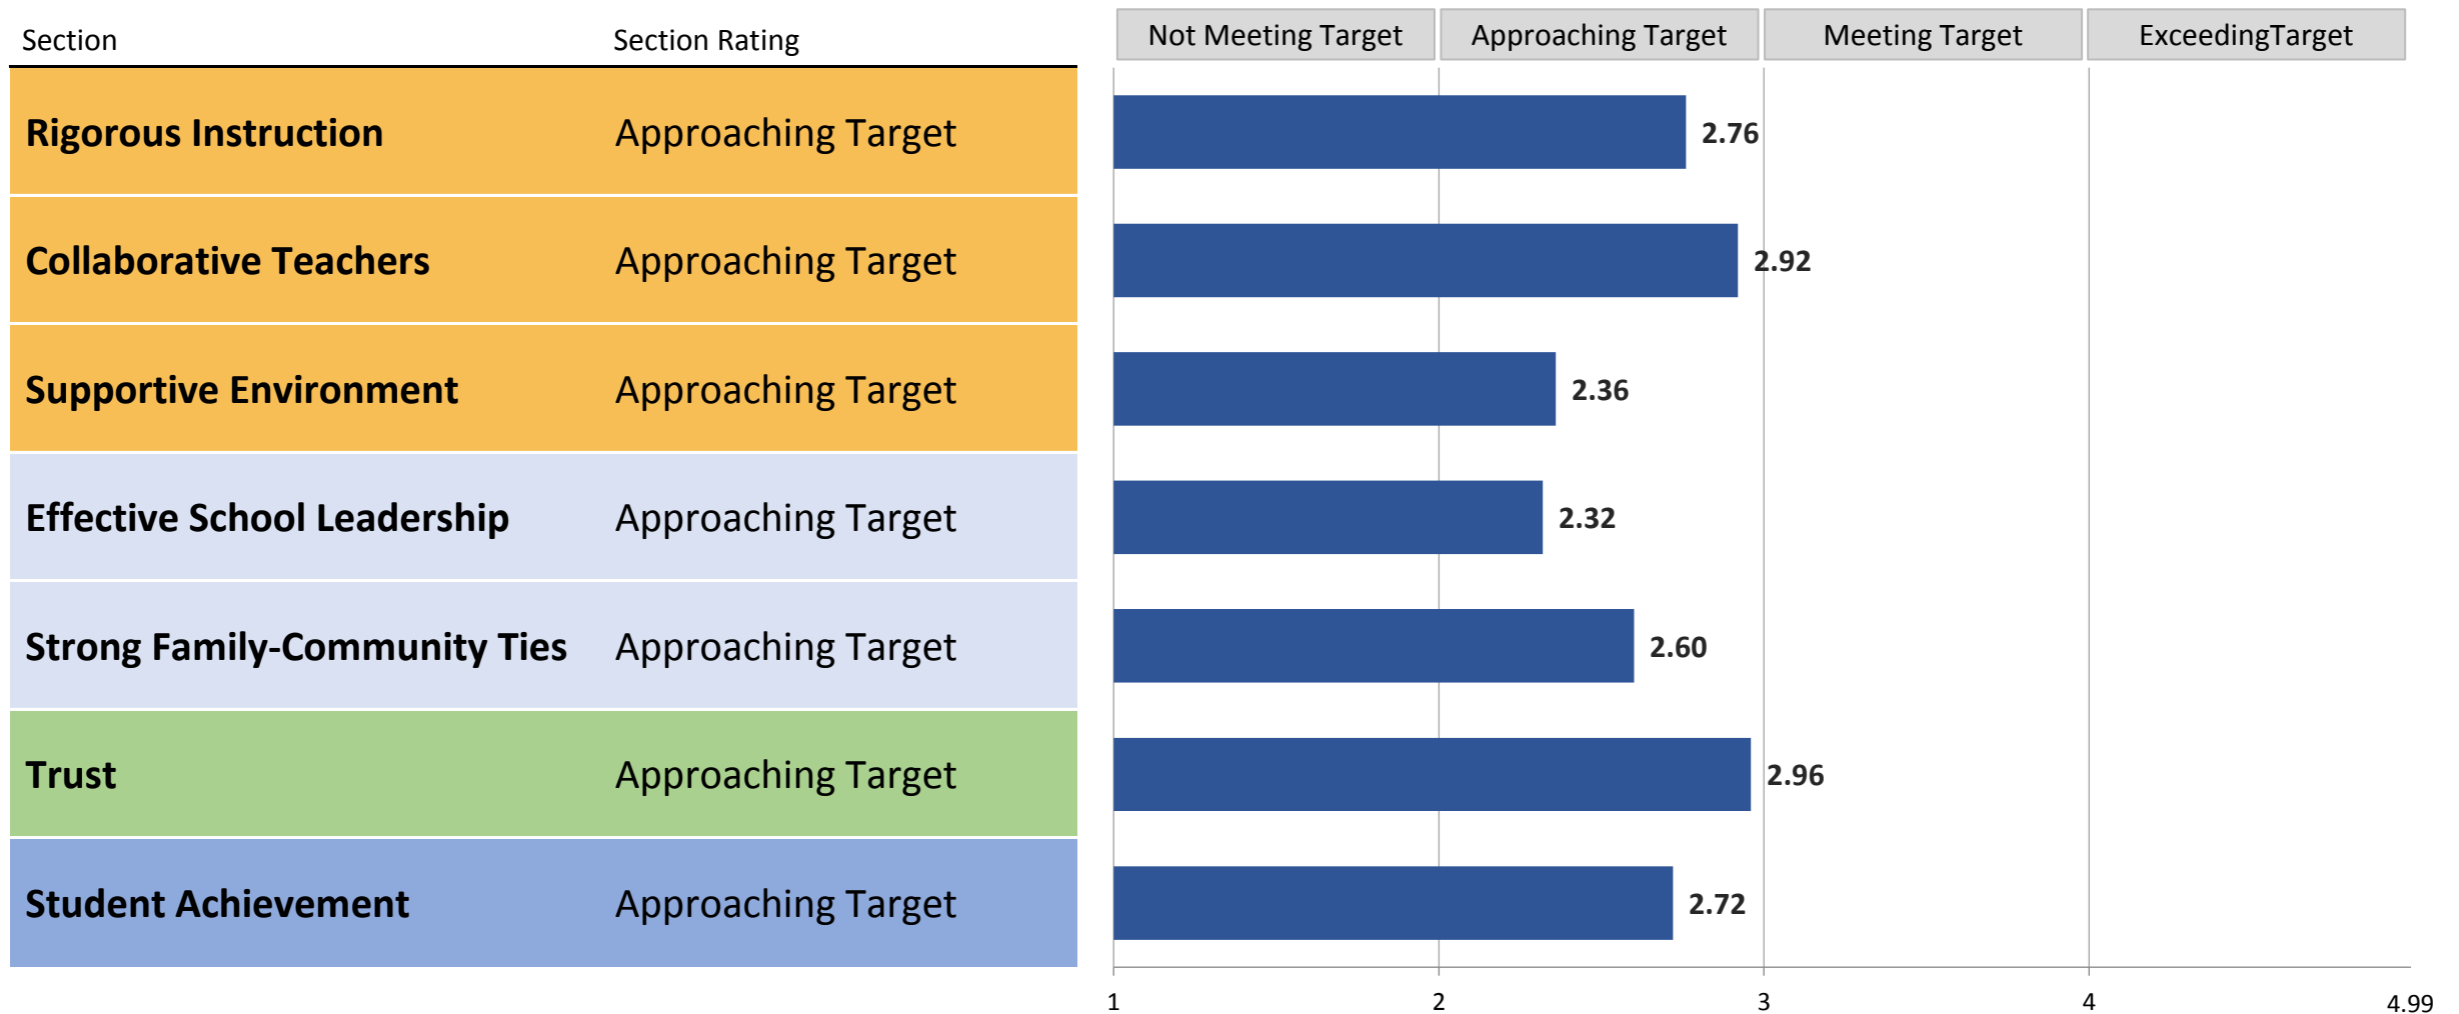 Section Section Rating Not Meeting Target Approaching Target Meeting Target ExceedingTarget
Rigorous Instruction Approaching Target 2.76
Collaborative Teachers Approaching Target 2.92
Supportive Environment Approaching Target 2.36
Effective School Leadership Approaching Target 2.32
Strong Family-Community Ties Approaching Target 2.60
Trust Approaching Target 2.96
Student Achievement Approaching Target 2.72
1 2 3 4 4.99